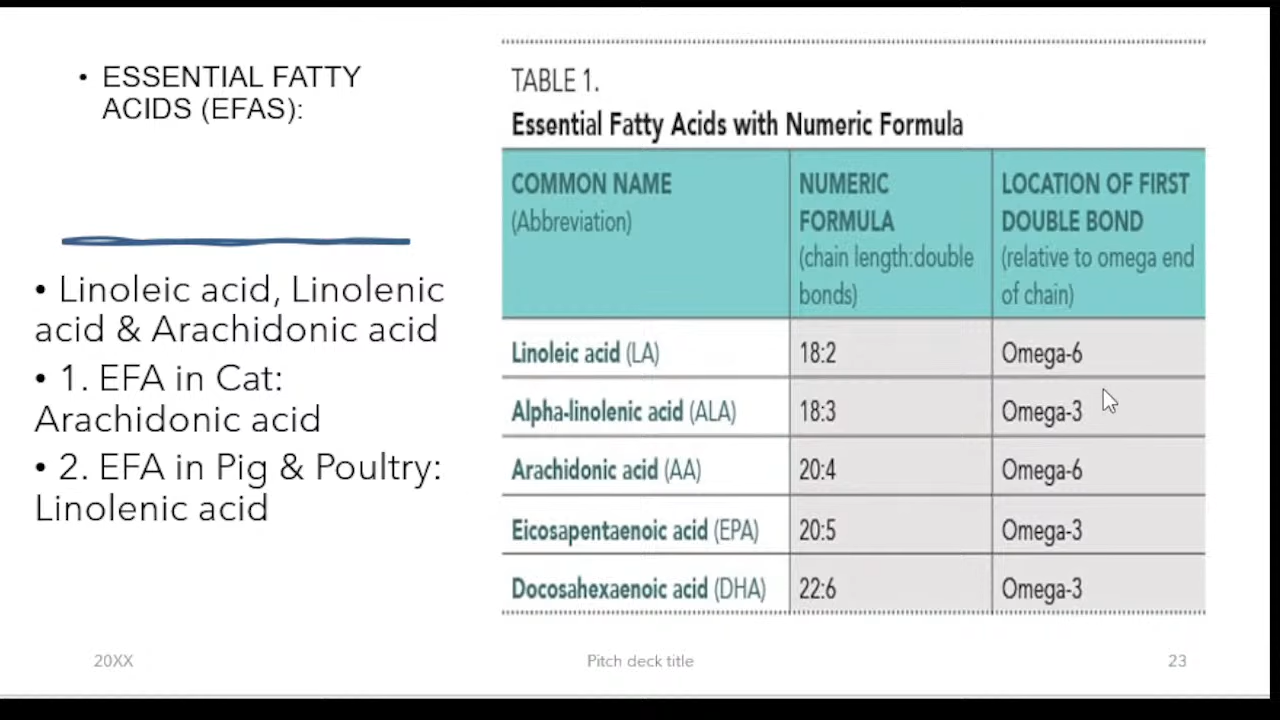 • ESSENTIAL FATTY
ACIDS (EFAS):
• Linoleic acid, Linolenic
acid & Arachidonic acid
• 1. EFA in Cat:
Arachidonic acid
• 2. EFA in Pig & Poultry:
Linolenic acid
TABLE 1.
Essential Fatty Acids with Numeric Formula
COMMON NAME
(Abbreviation)
NUMERIC
FORMULA
(chain length:double
bonds)
LOCATION OF FIRST
DOUBLE BOND
(relative to omega end
of chain)
Linoleic acid (LA) 18:2 Omega-6
Alpha-linolenic acid (ALA) 18:3 Omega-3
Arachidonic acid (AA) 20:4 Omega-6
Eicosapentaenoic acid (EPA) 20:5 Omega-3
Docosahexaenoic acid (DHA) 22:6 Omega-3
20XX Pitch deck title 23